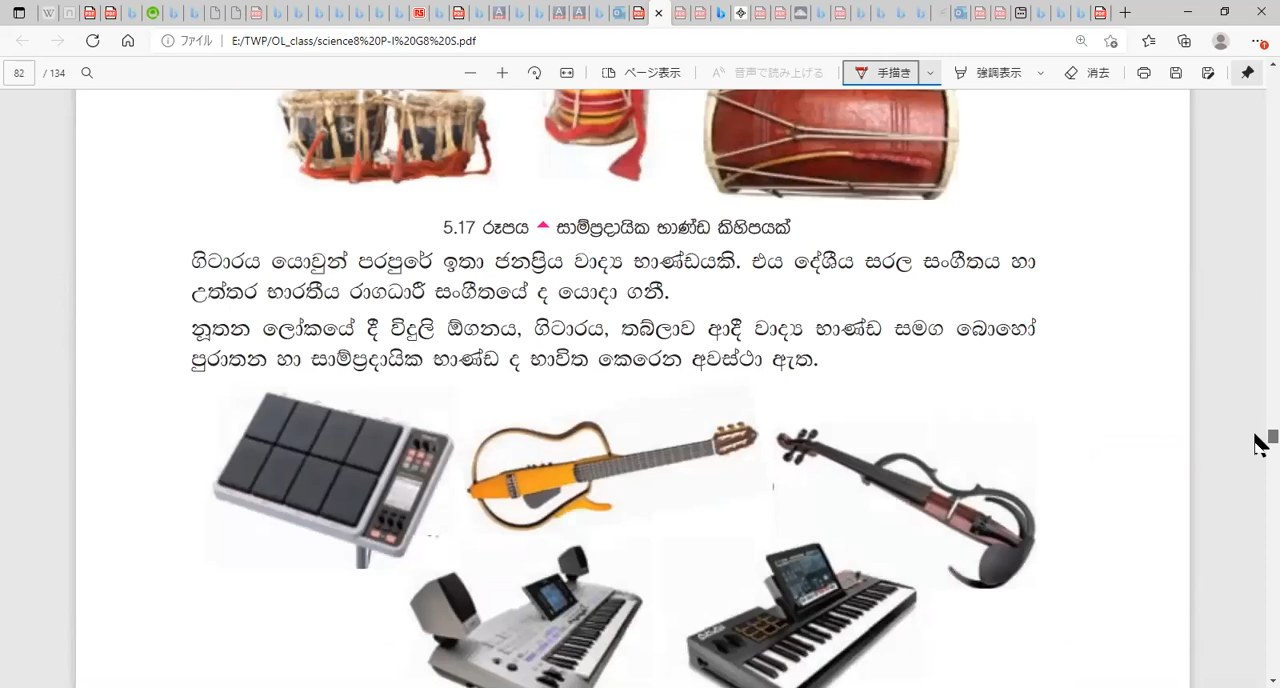 ファイル
E:/TWP/OL_class/science8%20P-I%20G8%20S.pdf
82 / 134
ページ表示
音声で読み上げる
手描き
強調表示
消去
5.17 රූපය සාම්ප්‍රදායික භාණ්ඩ කිහිපයක්
ගිටාරය යොවුන් පරපුරේ ඉතා ජනප්‍රිය වාද්‍ය භාණ්ඩයකි. එය දේශීය සරල සංගීතය හා
උත්තර භාරතීය රාගධාරී සංගීතයේ ද යොදා ගනී.
නූතන ලෝකයේ දී විදුලි ඕගනය, ගිටාරය, තබ්ලාව ආදී වාද්‍ය භාණ්ඩ සමග බොහෝ
පුරාතන හා සාම්ප්‍රදායික භාණ්ඩ ද භාවිත කෙරෙන අවස්ථා ඇත.
AKAI